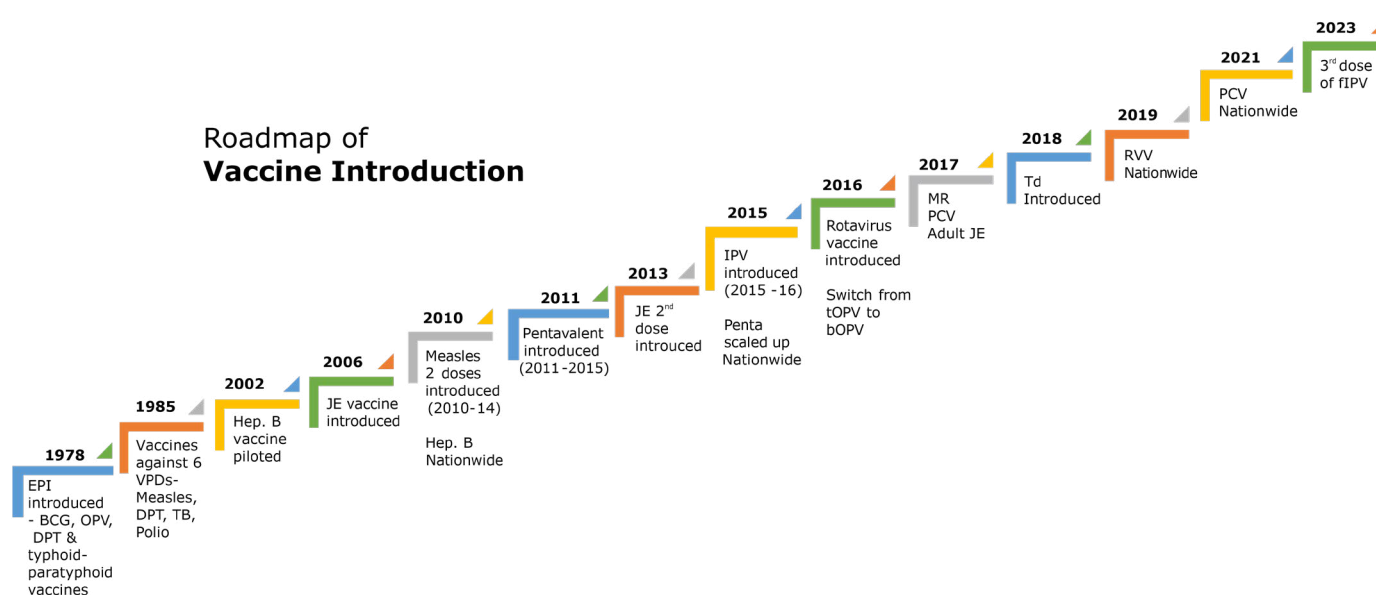 Roadmap of
Vaccine Introduction
1978
EPI
introduced
- BCG, OPV,
DPT &
typhoid-
paratyphoid
vaccines
1985
Vaccines
against 6
VPDs-
Measles,
DPT, TB,
Polio
2002
Hep. B
vaccine
piloted
2006
JE vaccine
introduced
2010
Measles
2 doses
introduced
(2010-14)
Hep. B
Nationwide
2011
Pentavalent
introduced
(2011-2015)
2013
JE 2nd
dose
introuced
2015
IPV
introduced
(2015 -16)
Penta
scaled up
Nationwide
2016
Rotavirus
vaccine
introduced
Switch from
tOPV to
bOPV
2017
MR
PCV
Adult JE
2018
Td
Introduced
2019
RVV
Nationwide
2021
PCV
Nationwide
2023
3rd dose
of fIPV